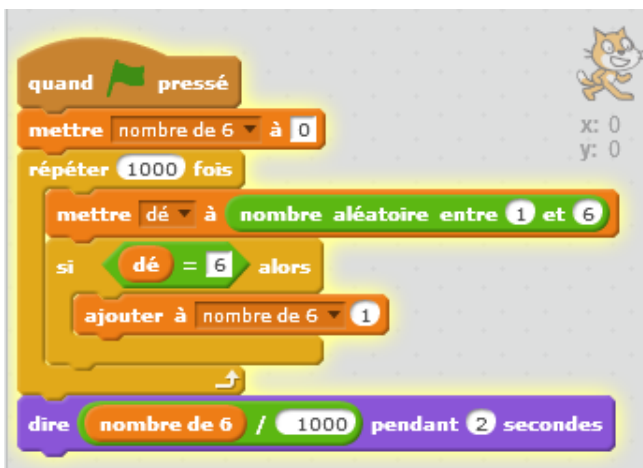 quand pressé
mettre nombre de 6 à 0
répéter 1000 fois
mettre dé à nombre aléatoire entre 1 et 6
si dé = 6 alors
ajouter à nombre de 6 1
dire nombre de 6 / 1000 pendant 2 secondes
x: 0
y: 0